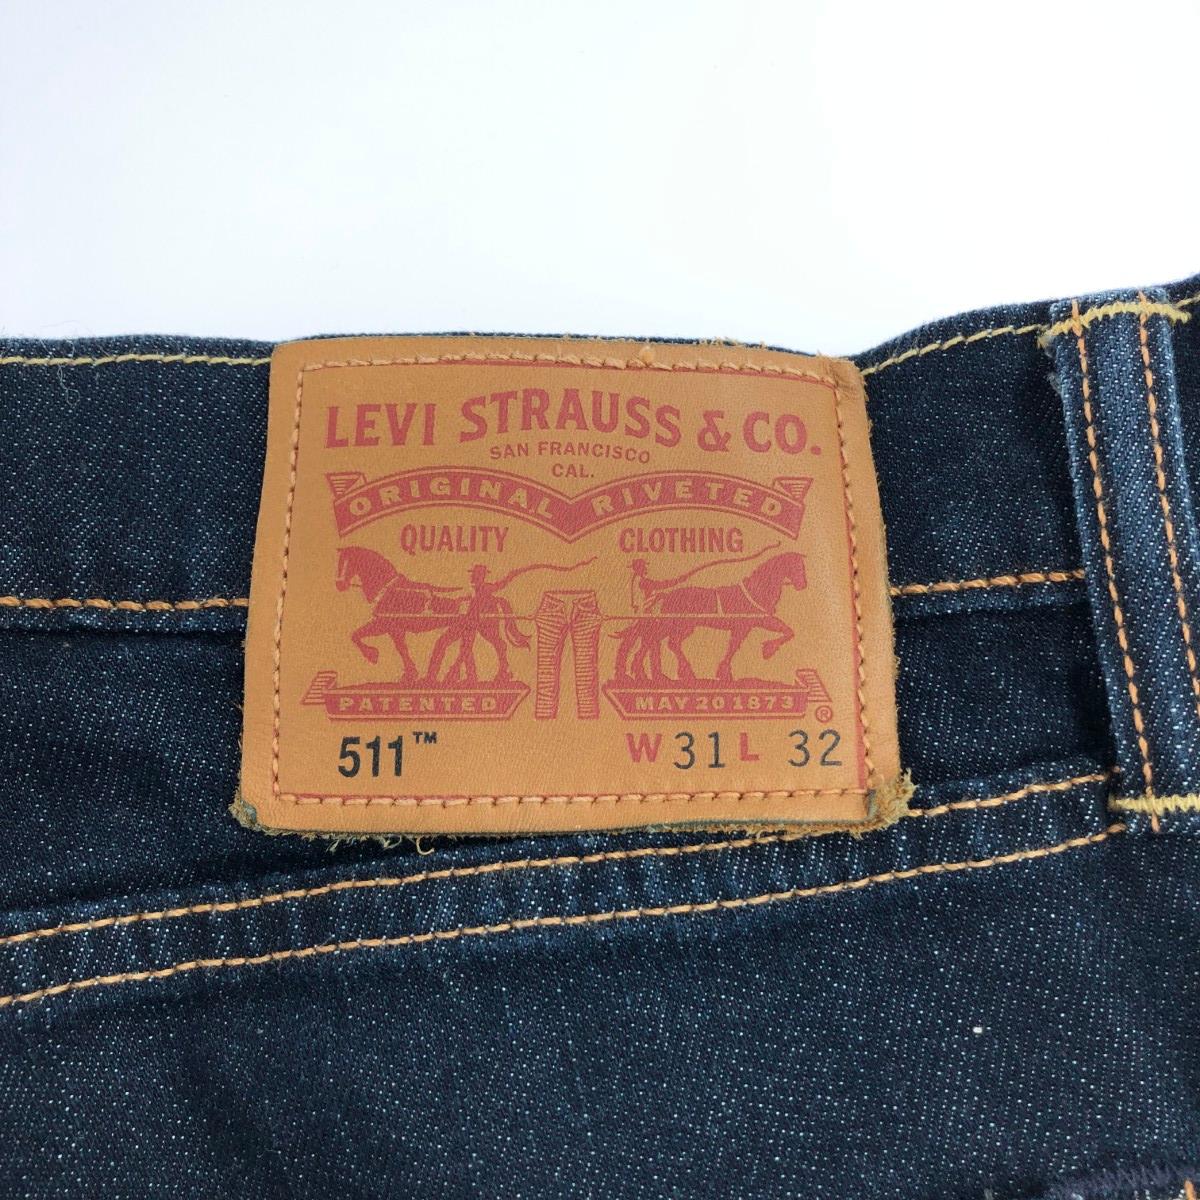 LEVI STRAUSS & CO.
SAN FRANCISCO
CAL.
ORIGINAL RIVETED
QUALITY CLOTHING
PATENTED MAY 20 1873 ®
511™ W 31 L 32